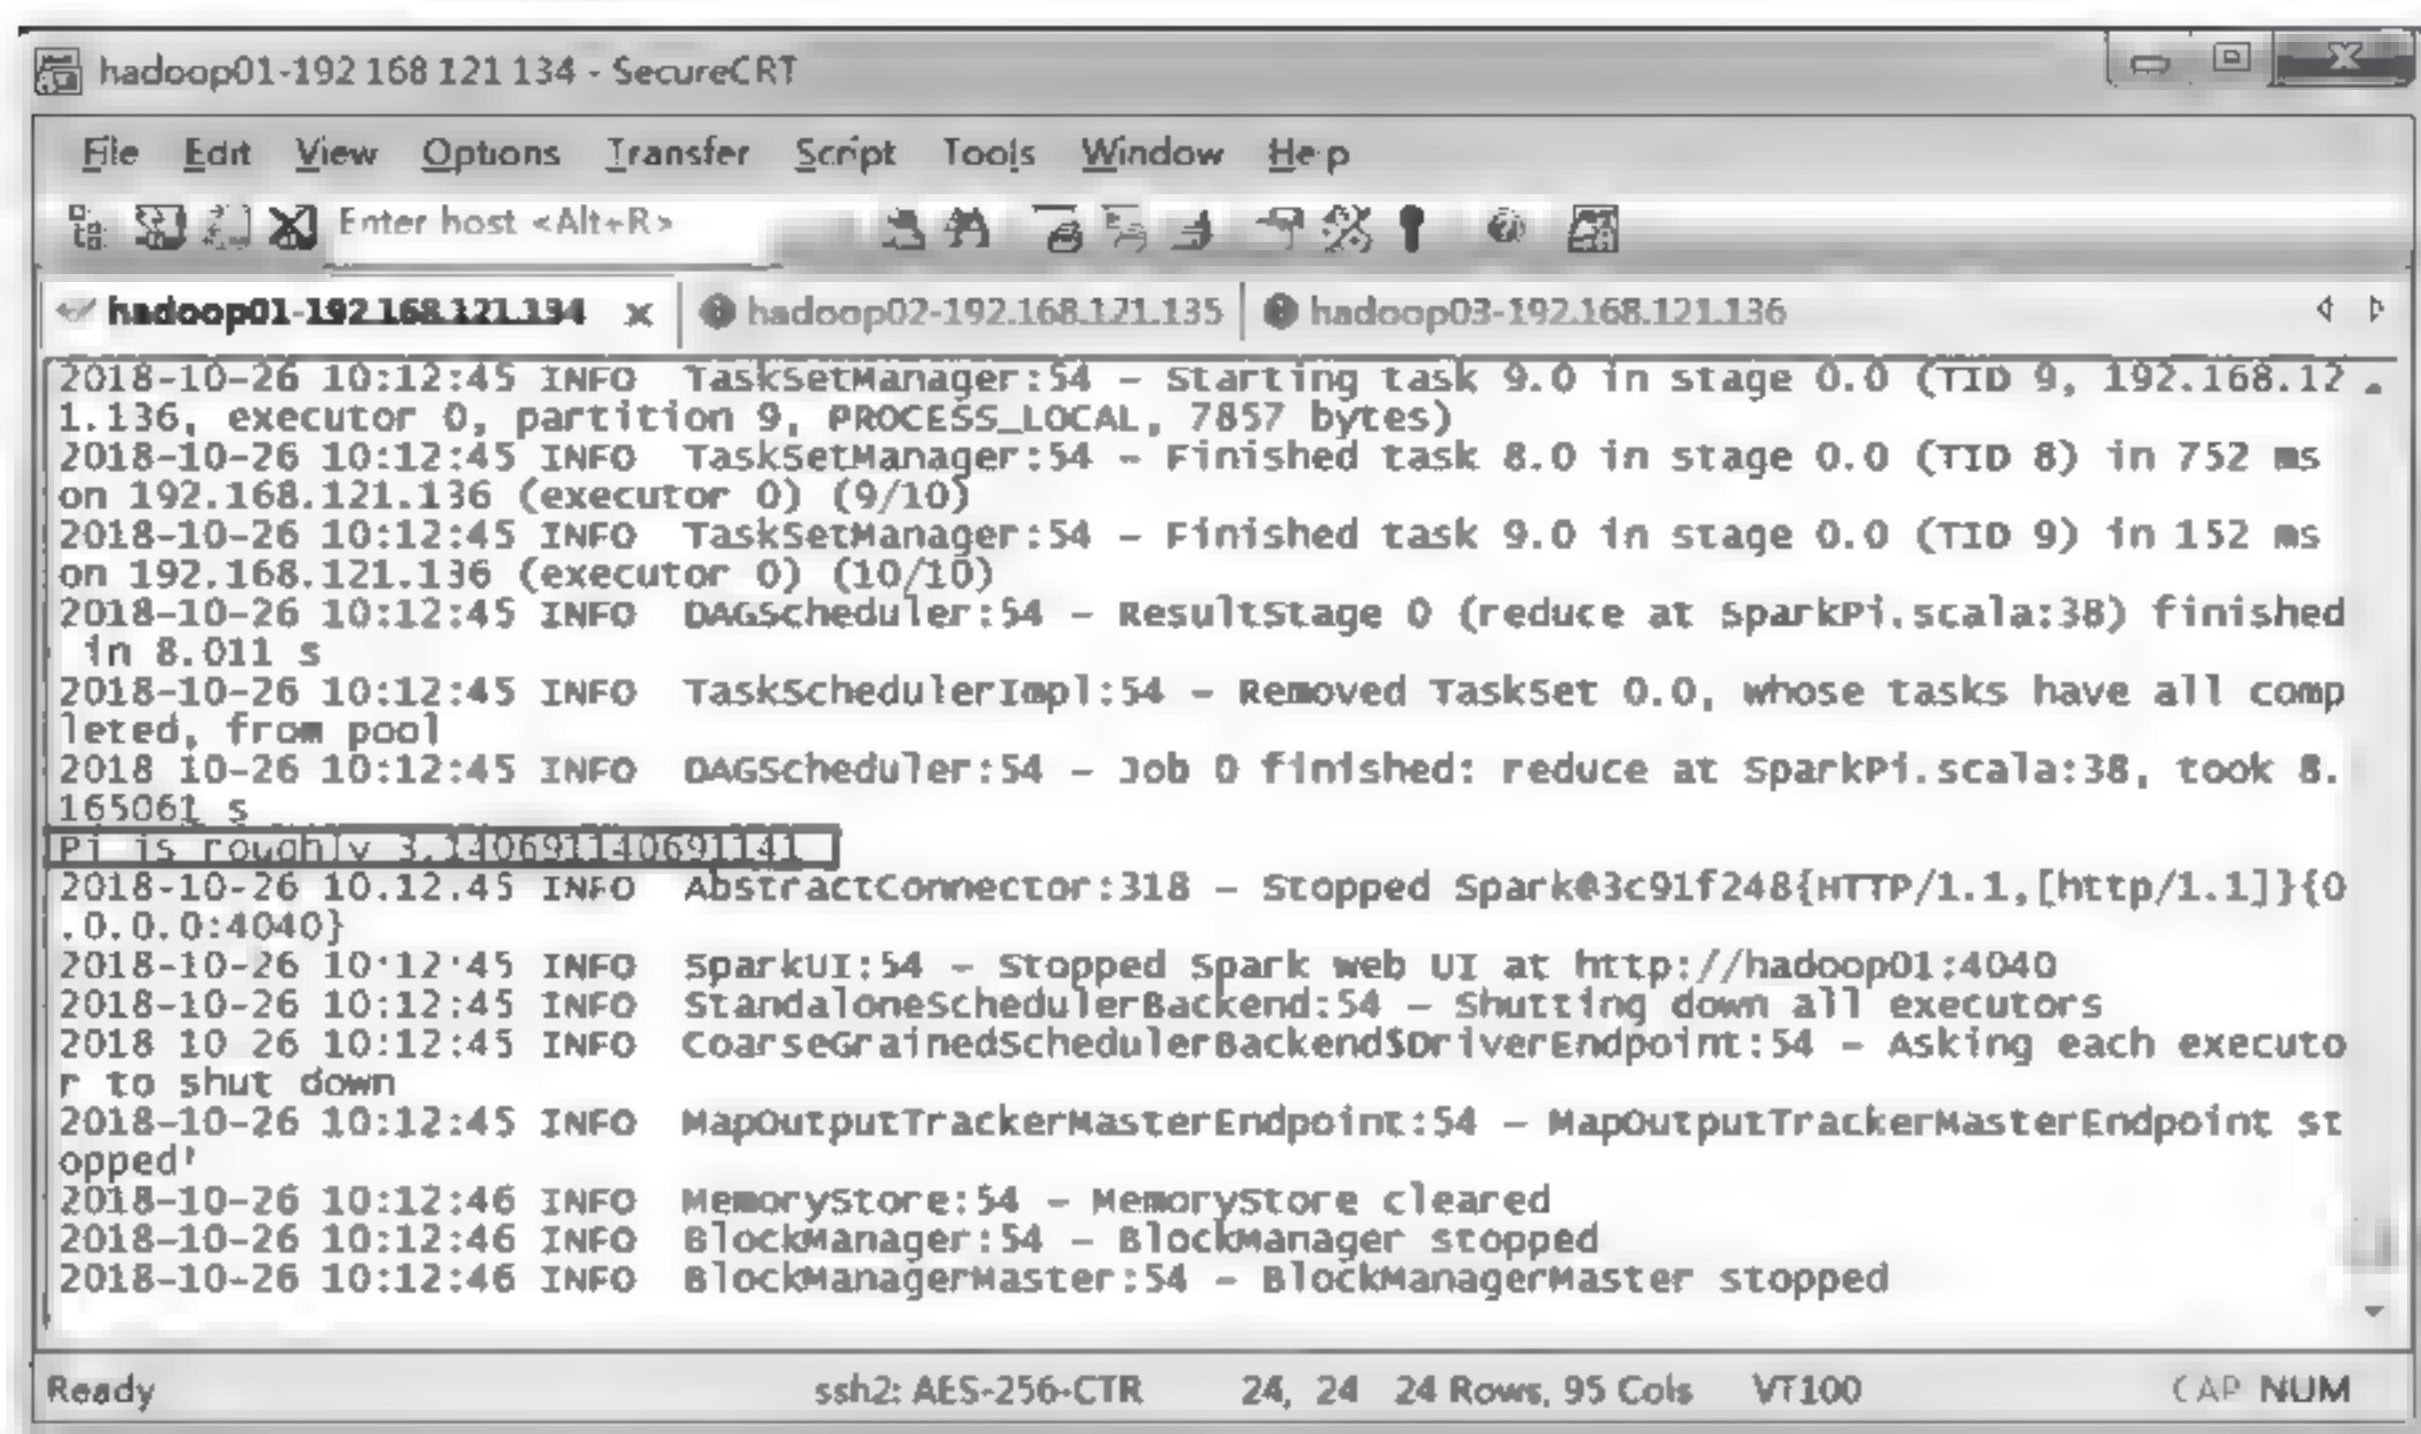 hadoop01-192 168 121 134 - SecureCRT
File Edit View Options Transfer Script Tools Window Help
Enter host <Alt+R>
hadoop01-192.168.121.134 x hadoop02-192.168.121.135 hadoop03-192.168.121.136
2018-10-26 10:12:45 INFO TaskSetManager:54 - Starting task 9.0 in stage 0.0 (TID 9, 192.168.12
1.136, executor 0, partition 9, PROCESS_LOCAL, 7857 bytes)
2018-10-26 10:12:45 INFO TaskSetManager:54 - Finished task 8.0 in stage 0.0 (TID 8) in 752 ms
on 192.168.121.136 (executor 0) (9/10)
2018-10-26 10:12:45 INFO TaskSetManager:54 - Finished task 9.0 in stage 0.0 (TID 9) in 152 ms
on 192.168.121.136 (executor 0) (10/10)
2018-10-26 10:12:45 INFO DAGScheduler:54 - ResultStage 0 (reduce at SparkPi.scala:38) finished
in 8.011 s
2018-10-26 10:12:45 INFO TaskSchedulerImpl:54 - Removed TaskSet 0.0, whose tasks have all comp
leted, from pool
2018 10-26 10:12:45 INFO DAGScheduler:54 - Job 0 finished: reduce at SparkPi.scala:38, took 8.
165061 s
Pi is roughly 3.140691140691141
2018-10-26 10.12.45 INFO AbstractConnector:318 - Stopped Spark@3c91f248{HTTP/1.1,[http/1.1]}{0
.0.0.0:4040}
2018-10-26 10:12:45 INFO SparkUI:54 - Stopped Spark web UI at http://hadoop01:4040
2018-10-26 10:12:45 INFO StandaloneSchedulerBackend:54 - Shutting down all executors
2018 10 26 10:12:45 INFO CoarseGrainedSchedulerBackend$DriverEndpoint:54 - Asking each executo
r to shut down
2018-10-26 10:12:45 INFO MapOutputTrackerMasterEndpoint:54 - MapOutputTrackerMasterEndpoint st
opped!
2018-10-26 10:12:46 INFO MemoryStore:54 - MemoryStore cleared
2018-10-26 10:12:46 INFO BlockManager:54 - BlockManager stopped
2018-10-26 10:12:46 INFO BlockManagerMaster:54 - BlockManagerMaster stopped
Ready ssh2: AES-256-CTR 24, 24 24 Rows, 95 Cols VT100 CAP NUM